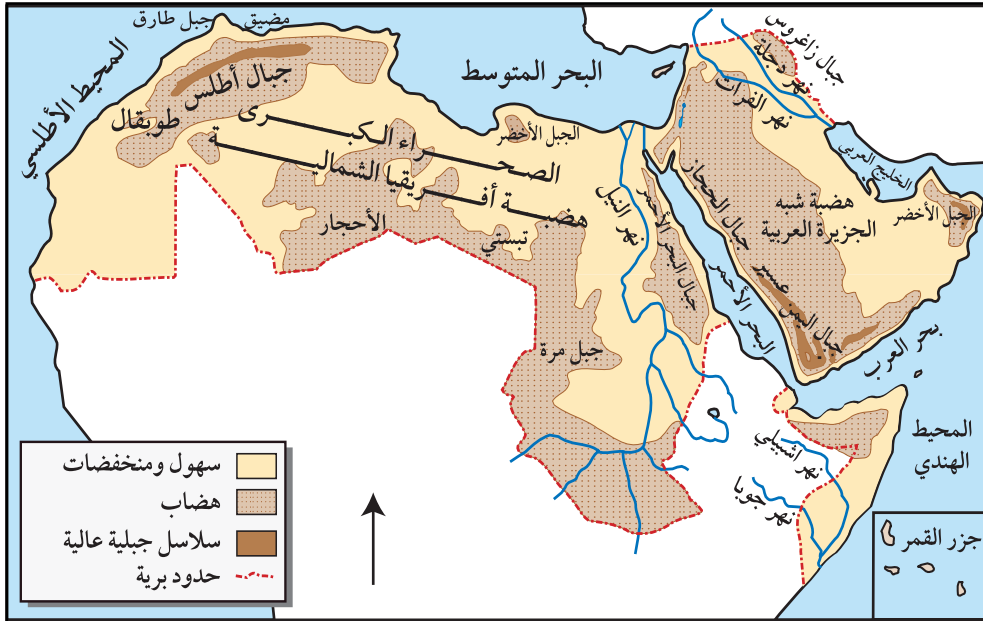 مضيق
جبل طارق
المحيط الأطلسي
جبال أطلس
طوبقال
البحر المتوسط
جبال زاغروس
نهر دجلة
نهر الفرات
الصحراء الكبرى
هضبة أفريقيا الشمالية
الجبل الأخضر
الأحجار
تبستي
نهر النيل
جبال البحر الأحمر
البحر الأحمر
جبل مرة
جبال الحجاز
هضبة شبه
الجزيرة العربية
الخليج العربي
الجبل الأخضر
عسير
جبال اليمن
بحر العرب
المحيط
الهندي
نهر اشبيلي
نهر جوبا
جزر القمر
سهول ومنخفضات
هضاب
سلاسل جبلية عالية
حدود برية